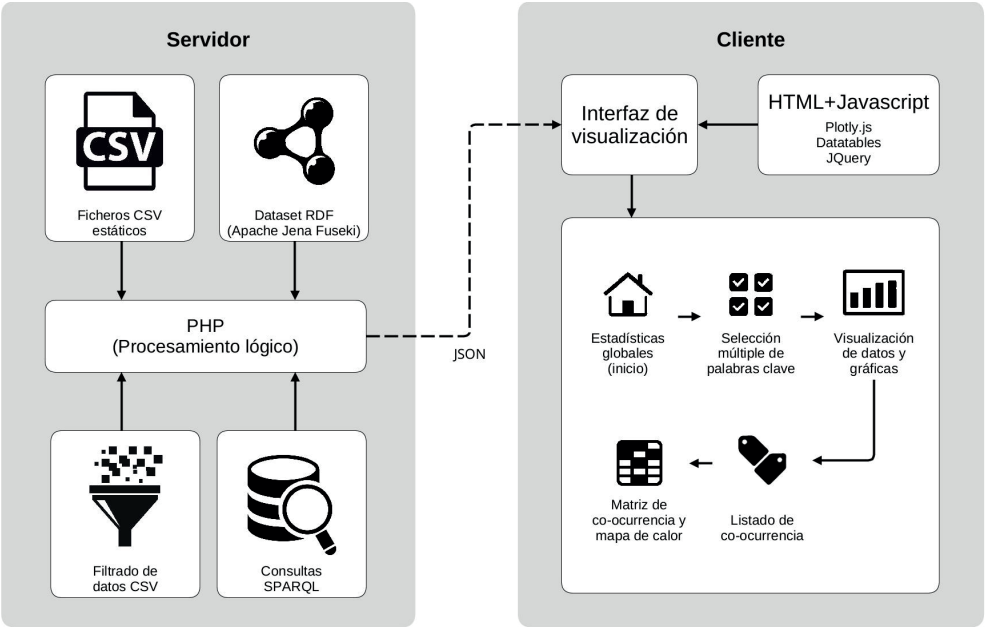 Servidor
CSV
Ficheros CSV
estáticos
Dataset RDF
(Apache Jena Fuseki)
PHP
(Procesamiento lógico)
Filtrado de
datos CSV
Consultas
SPARQL
JSON
Cliente
Interfaz de
visualización
HTML+Javascript
Plotly.js
Datatables
JQuery
Estadísticas
globales
(inicio)
Selección
múltiple de
palabras clave
Visualización
de datos y
gráficas
Matriz de
co-ocurrencia y
mapa de calor
Listado de
co-ocurrencia